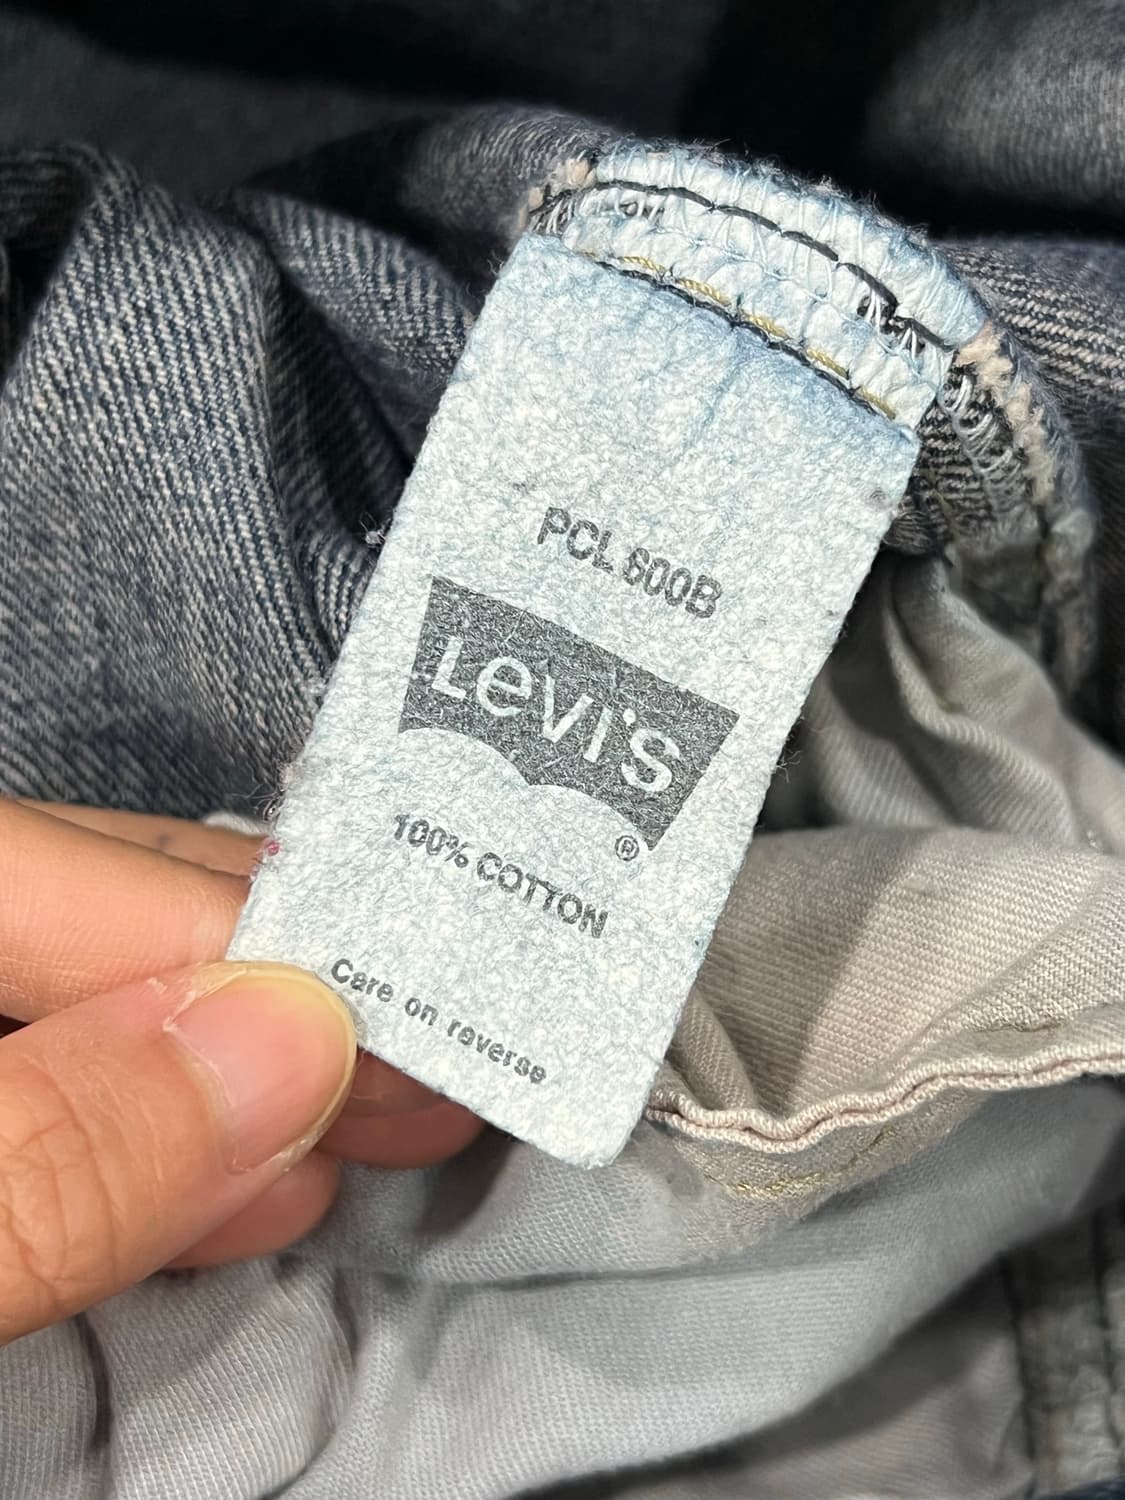 PCL 600B
Levi's
®
100% COTTON
Care on reverse